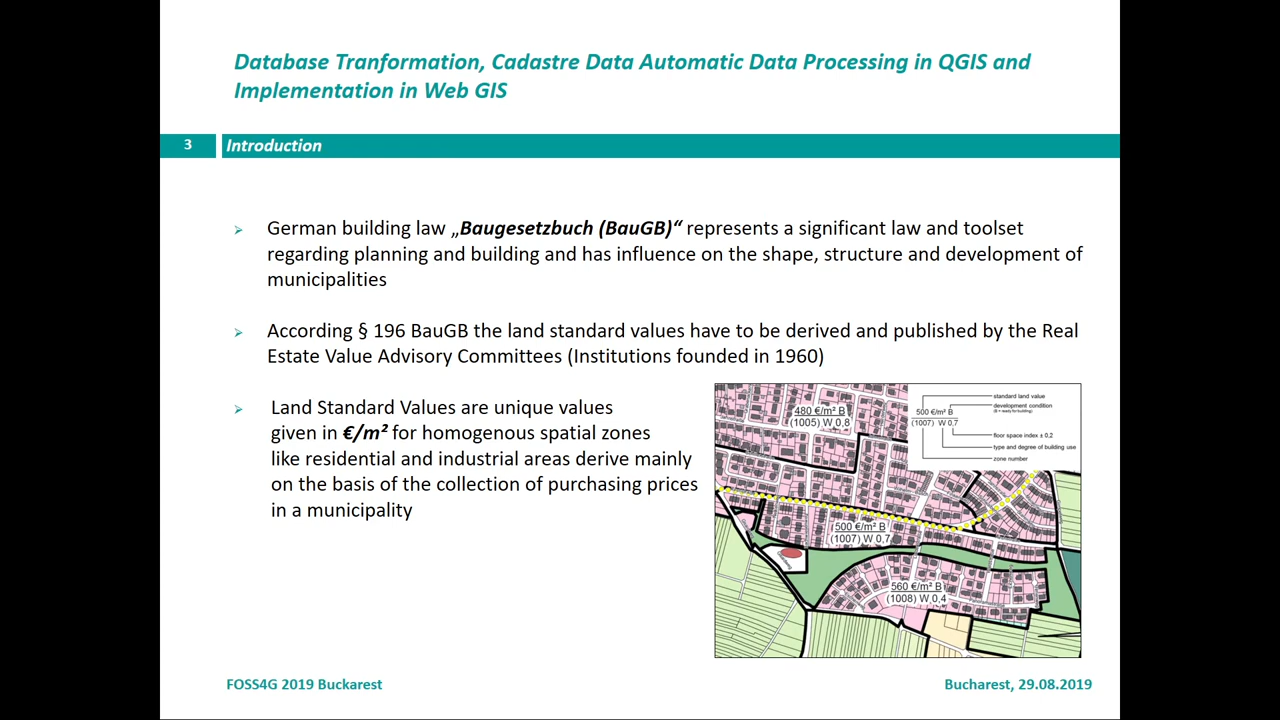 Database Tranformation, Cadastre Data Automatic Data Processing in QGIS and
Implementation in Web GIS
3
Introduction
German building law „Baugesetzbuch (BauGB)“ represents a significant law and toolset
regarding planning and building and has influence on the shape, structure and development of
municipalities
According § 196 BauGB the land standard values have to be derived and published by the Real
Estate Value Advisory Committees (Institutions founded in 1960)
Land Standard Values are unique values
given in €/m² for homogenous spatial zones
like residential and industrial areas derive mainly
on the basis of the collection of purchasing prices
in a municipality
480 €/m² B
(1005) W 0,8
standard land value
development condition
(B = ready for building)
500 €/m² B
(1007) W 0,7
floor space index ± 0,2
type and degree of building use
zone number
500 €/m² B
(1007) W 0,7
560 €/m² B
(1008) W 0,4
FOSS4G 2019 Buckarest
Bucharest, 29.08.2019